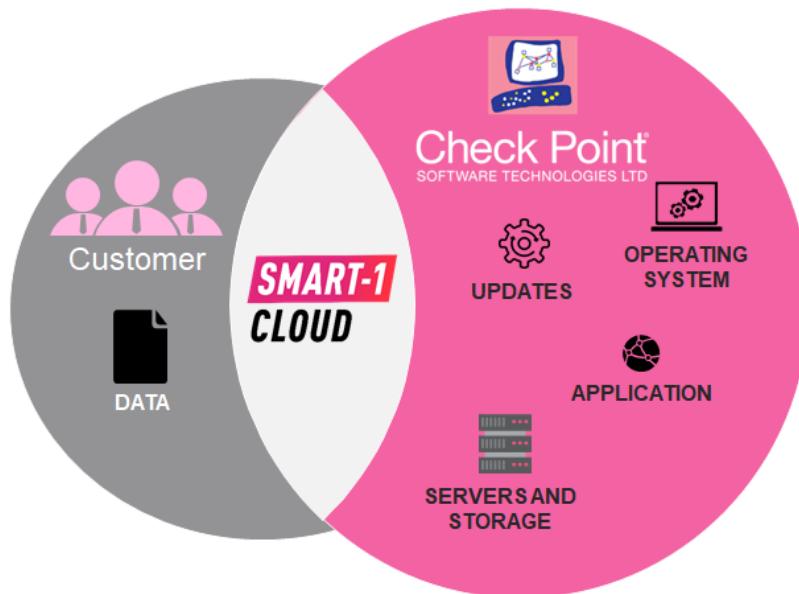 Customer
DATA
SMART-1
CLOUD
Check Point®
SOFTWARE TECHNOLOGIES LTD
UPDATES
OPERATING
SYSTEM
APPLICATION
SERVERS AND
STORAGE